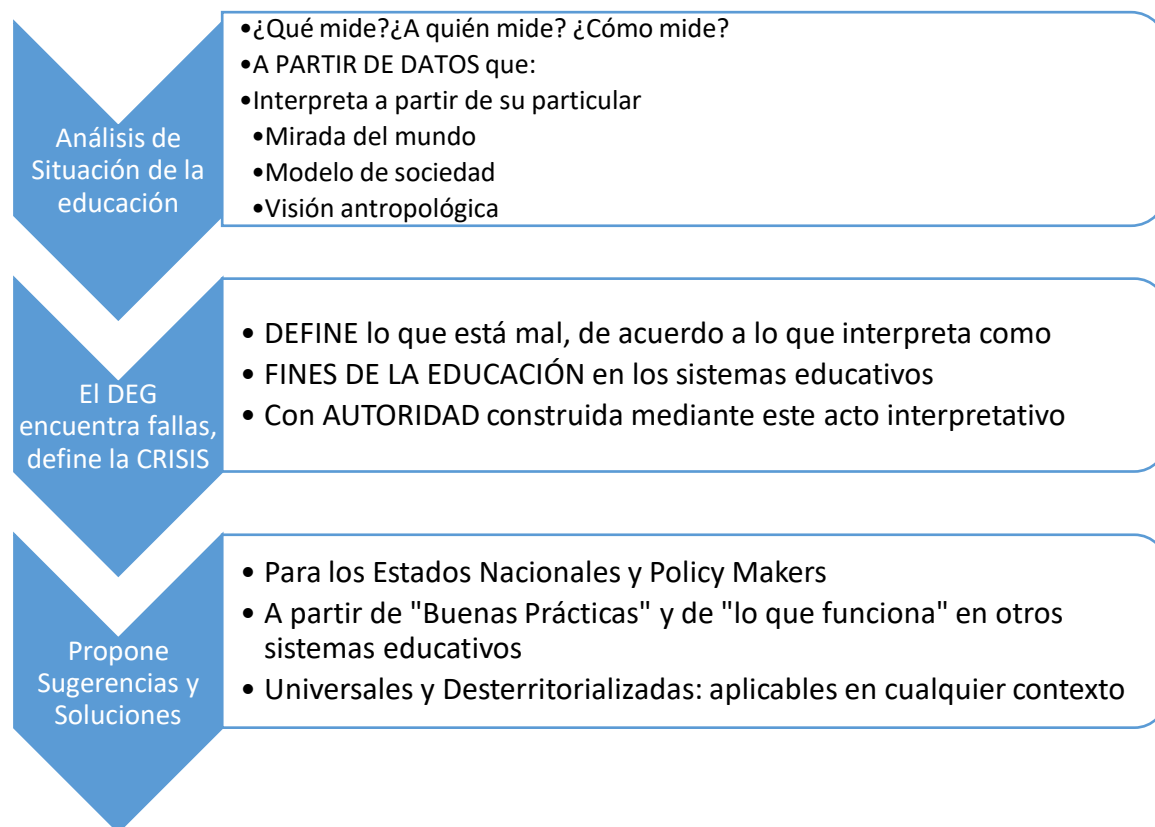 Análisis de
Situación de la
educación
•¿Qué mide?¿A quién mide? ¿Cómo mide?
•A PARTIR DE DATOS que:
•Interpreta a partir de su particular
•Mirada del mundo
•Modelo de sociedad
•Visión antropológica
El DEG
encuentra fallas,
define la CRISIS
• DEFINE lo que está mal, de acuerdo a lo que interpreta como
• FINES DE LA EDUCACIÓN en los sistemas educativos
• Con AUTORIDAD construida mediante este acto interpretativo
Propone
Sugerencias y
Soluciones
• Para los Estados Nacionales y Policy Makers
• A partir de "Buenas Prácticas" y de "lo que funciona" en otros
sistemas educativos
• Universales y Desterritorializadas: aplicables en cualquier contexto